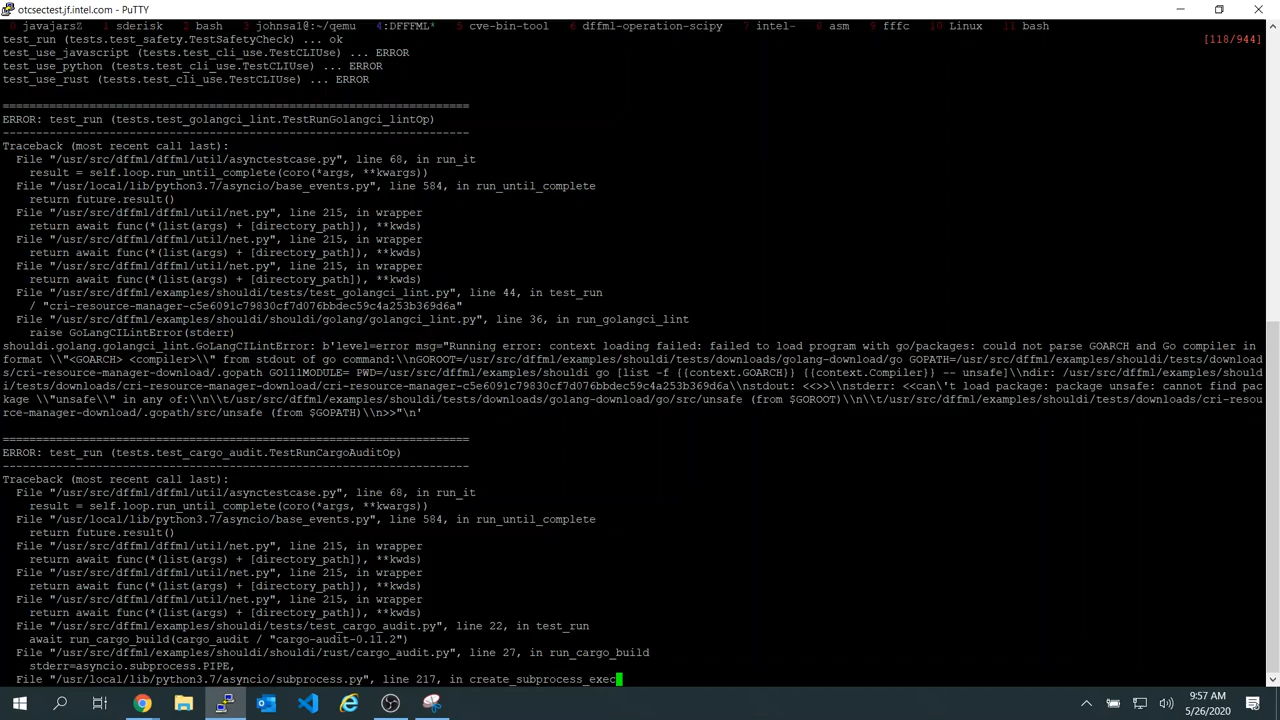 otcsectest.jf.intel.com - PuTTY
0 javajarsZ 1 sderisk 2 bash 3 johnsa1@:~/qemu 4:DFFFML* 5 cve-bin-tool 6 dffml-operation-scipy 7 intel- 8 asm 9 fffc 10 Linux 11 bash
test_run (tests.test_safety.TestSafetyCheck) ... ok [118/944]
test_use_javascript (tests.test_cli_use.TestCLIUse) ... ERROR
test_use_python (tests.test_cli_use.TestCLIUse) ... ERROR
test_use_rust (tests.test_cli_use.TestCLIUse) ... ERROR
======================================================================
ERROR: test_run (tests.test_golangci_lint.TestRunGolangci_lintOp)
----------------------------------------------------------------------
Traceback (most recent call last):
File "/usr/src/dffml/dffml/util/asynctestcase.py", line 68, in run_it
result = self.loop.run_until_complete(coro(*args, **kwargs))
File "/usr/local/lib/python3.7/asyncio/base_events.py", line 584, in run_until_complete
return future.result()
File "/usr/src/dffml/dffml/util/net.py", line 215, in wrapper
return await func(*(list(args) + [directory_path]), **kwds)
File "/usr/src/dffml/dffml/util/net.py", line 215, in wrapper
return await func(*(list(args) + [directory_path]), **kwds)
File "/usr/src/dffml/dffml/util/net.py", line 215, in wrapper
return await func(*(list(args) + [directory_path]), **kwds)
File "/usr/src/dffml/examples/shouldi/tests/test_golangci_lint.py", line 44, in test_run
/ "cri-resource-manager-c5e6091c79830cf7d076bbdec59c4a253b369d6a"
File "/usr/src/dffml/examples/shouldi/shouldi/golang/golangci_lint.py", line 36, in run_golangci_lint
raise GoLangCILintError(stderr)
shouldi.golang.golangci_lint.GoLangCILintError: b'level=error msg="Running error: context loading failed: failed to load program with go/packages: could not parse GOARCH and Go compiler in
format \\"<GOARCH> <compiler>\\" from stdout of go command:\\nGOROOT=/usr/src/dffml/examples/shouldi/tests/downloads/golang-download/go GOPATH=/usr/src/dffml/examples/shouldi/tests/downloads
/cri-resource-manager-download/.gopath GO111MODULE= PWD=/usr/src/dffml/examples/shouldi go [list -f {{context.GOARCH}} {{context.Compiler}} -- unsafe]\\ndir: /usr/src/dffml/examples/should
i/tests/downloads/cri-resource-manager-download/cri-resource-manager-c5e6091c79830cf7d076bbdec59c4a253b369d6a\\nstdout: <<>>\\nstderr: <<can\'t load package: package unsafe: cannot find pac
kage \\"unsafe\\" in any of:\\n\\t/usr/src/dffml/examples/shouldi/tests/downloads/golang-download/go/src/unsafe (from $GOROOT)\\n\\t/usr/src/dffml/examples/shouldi/tests/downloads/cri-resou
rce-manager-download/.gopath/src/unsafe (from $GOPATH)\\n>>"\n'
======================================================================
ERROR: test_run (tests.test_cargo_audit.TestRunCargoAuditOp)
----------------------------------------------------------------------
Traceback (most recent call last):
File "/usr/src/dffml/dffml/util/asynctestcase.py", line 68, in run_it
result = self.loop.run_until_complete(coro(*args, **kwargs))
File "/usr/local/lib/python3.7/asyncio/base_events.py", line 584, in run_until_complete
return future.result()
File "/usr/src/dffml/dffml/util/net.py", line 215, in wrapper
return await func(*(list(args) + [directory_path]), **kwds)
File "/usr/src/dffml/dffml/util/net.py", line 215, in wrapper
return await func(*(list(args) + [directory_path]), **kwds)
File "/usr/src/dffml/dffml/util/net.py", line 215, in wrapper
return await func(*(list(args) + [directory_path]), **kwds)
File "/usr/src/dffml/examples/shouldi/tests/test_cargo_audit.py", line 22, in test_run
await run_cargo_build(cargo_audit / "cargo-audit-0.11.2")
File "/usr/src/dffml/examples/shouldi/shouldi/rust/cargo_audit.py", line 27, in run_cargo_build
stderr=asyncio.subprocess.PIPE,
File "/usr/local/lib/python3.7/asyncio/subprocess.py", line 217, in create_subprocess_exec
9:57 AM
5/26/2020